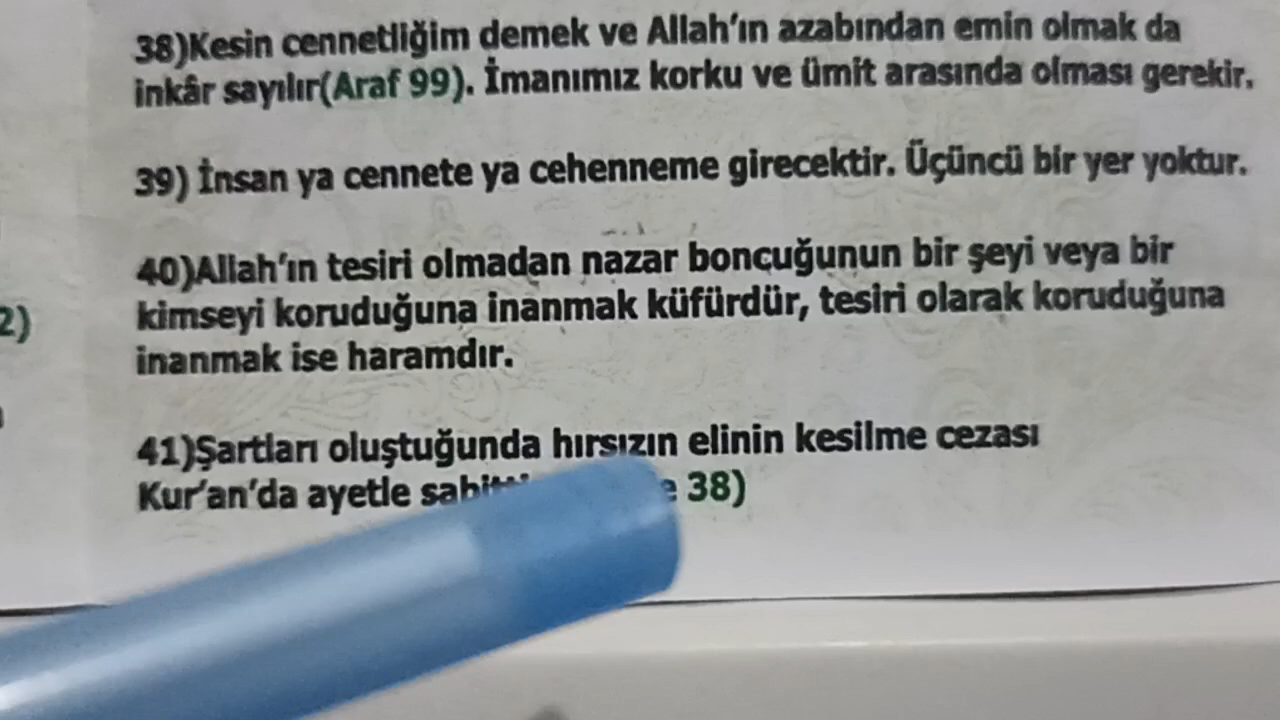 38)Kesin cennetliğim demek ve Allah'ın azabından emin olmak da
inkâr sayılır(Araf 99). İmanımız korku ve ümit arasında olması gerekir.
39) İnsan ya cennete ya cehenneme girecektir. Üçüncü bir yer yoktur.
40)Allah'ın tesiri olmadan nazar boncuğunun bir şeyi veya bir
2)
kimseyi koruduğuna inanmak küfürdür, tesiri olarak koruduğuna
inanmak ise haramdır.
41)Şartları oluştuğunda hırsızın elinin kesilme cezası
Kur'an'da ayetle 38)